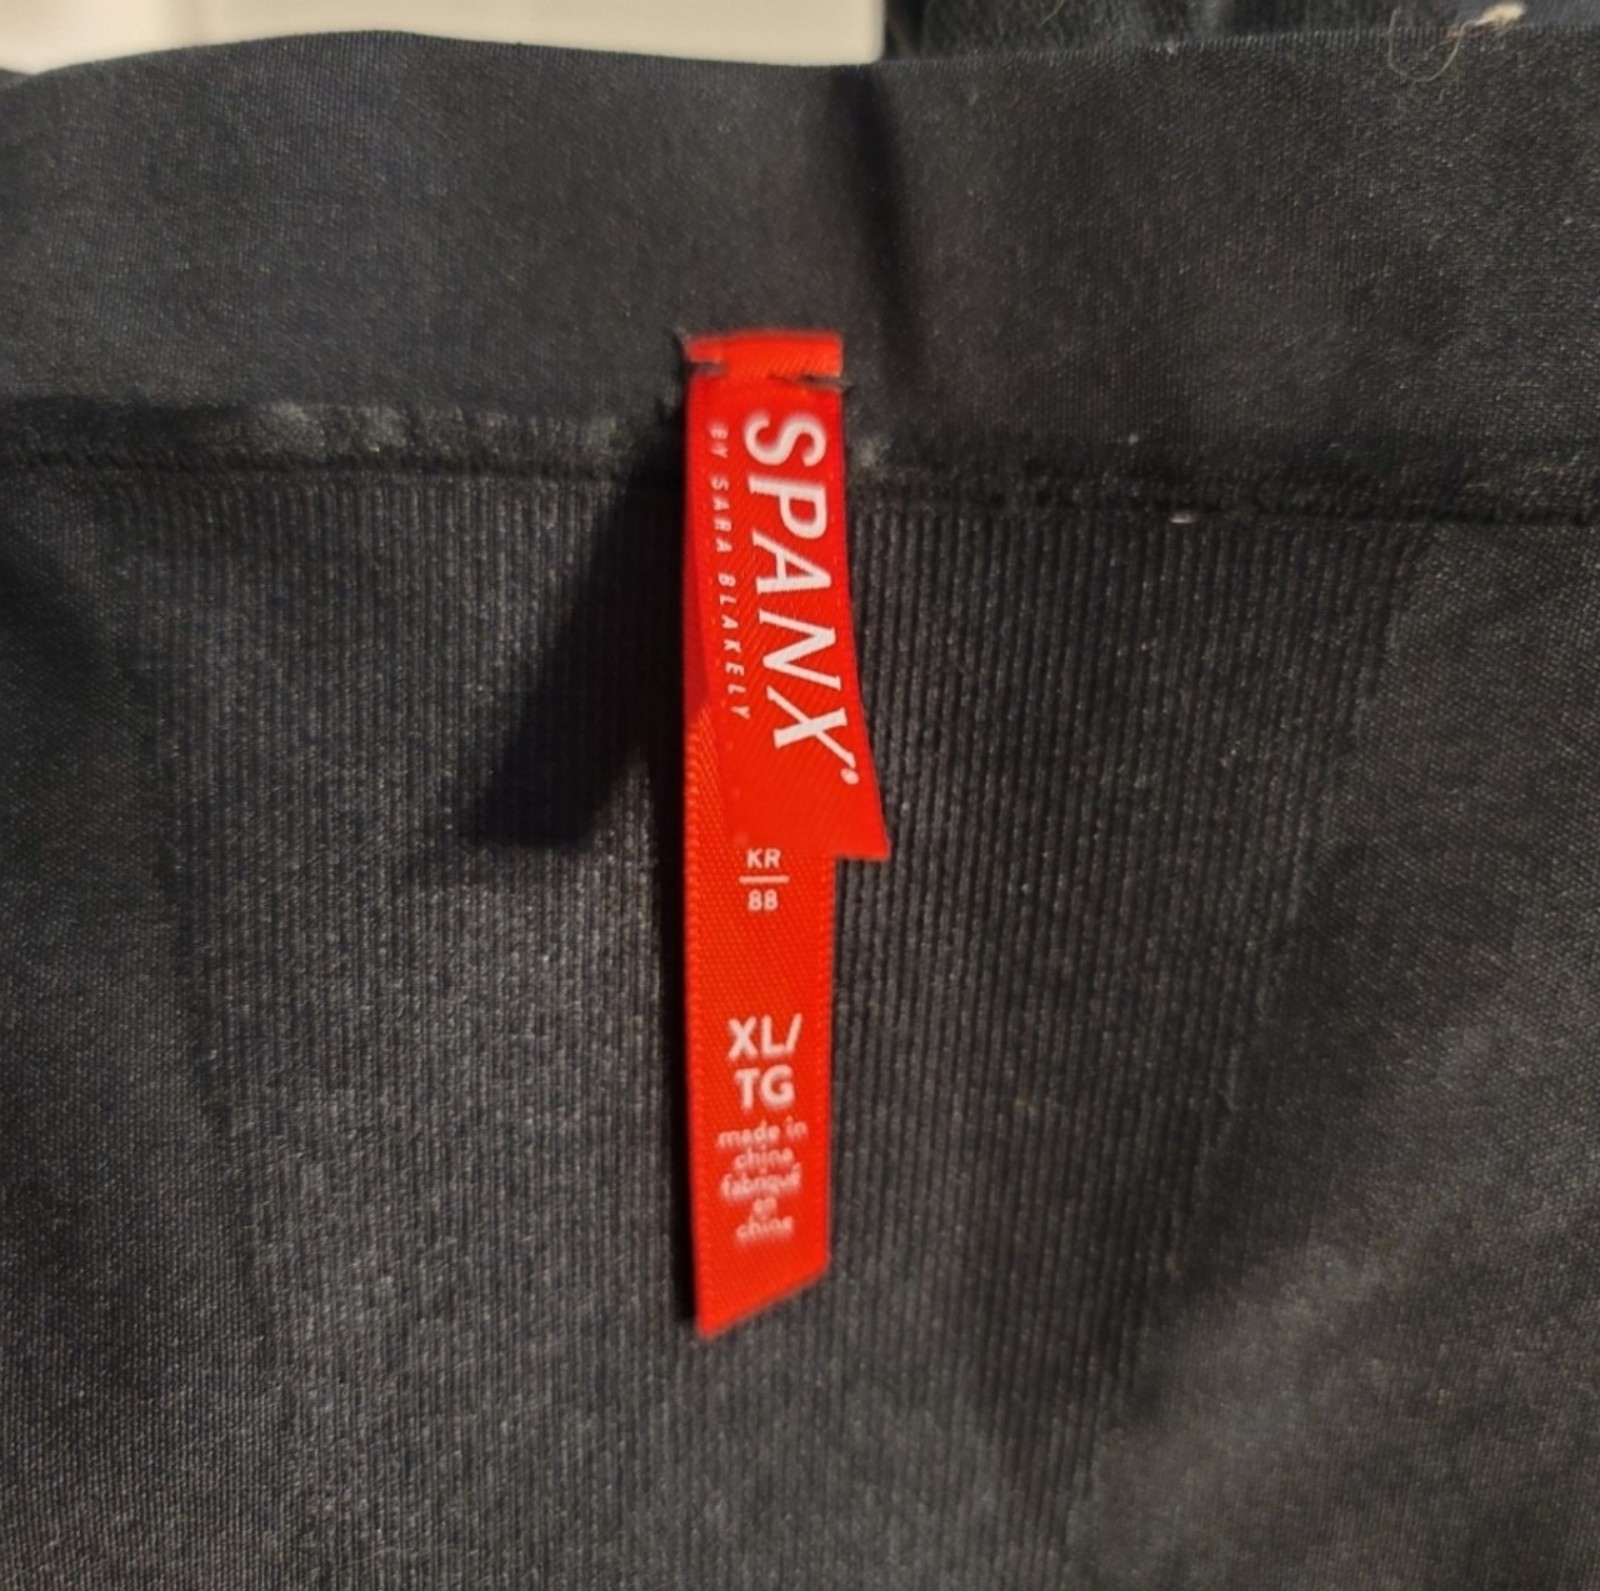 SPANX
BY SARA BLAKELY
KR
88
XL/
TG
made in
china
fabriqué
en
chine